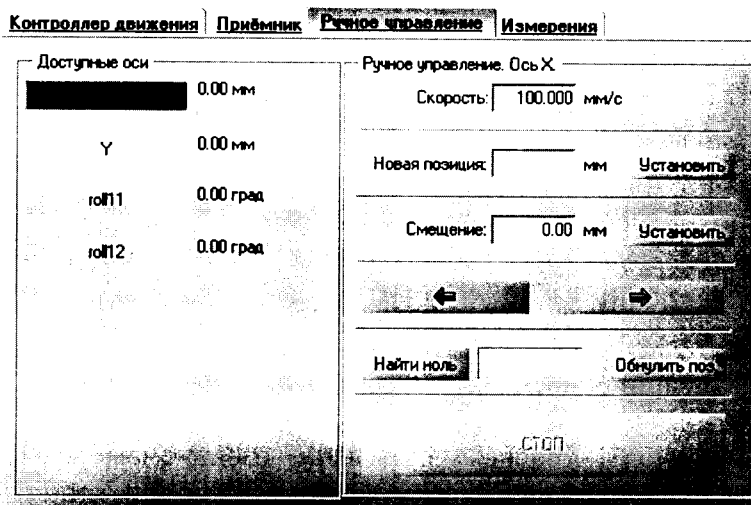 Контроллер движения Приёмник Ручное управление Измерения
Доступные оси
0.00 мм
Y 0.00 мм
roll11 0.00 град
roll12 0.00 град
Ручное управление. Ось X.
Скорость: 100.000 мм/с
Новая позиция: мм Установить
Смещение: 0.00 мм Установить
Найти ноль Обнулить поз.
СТОП